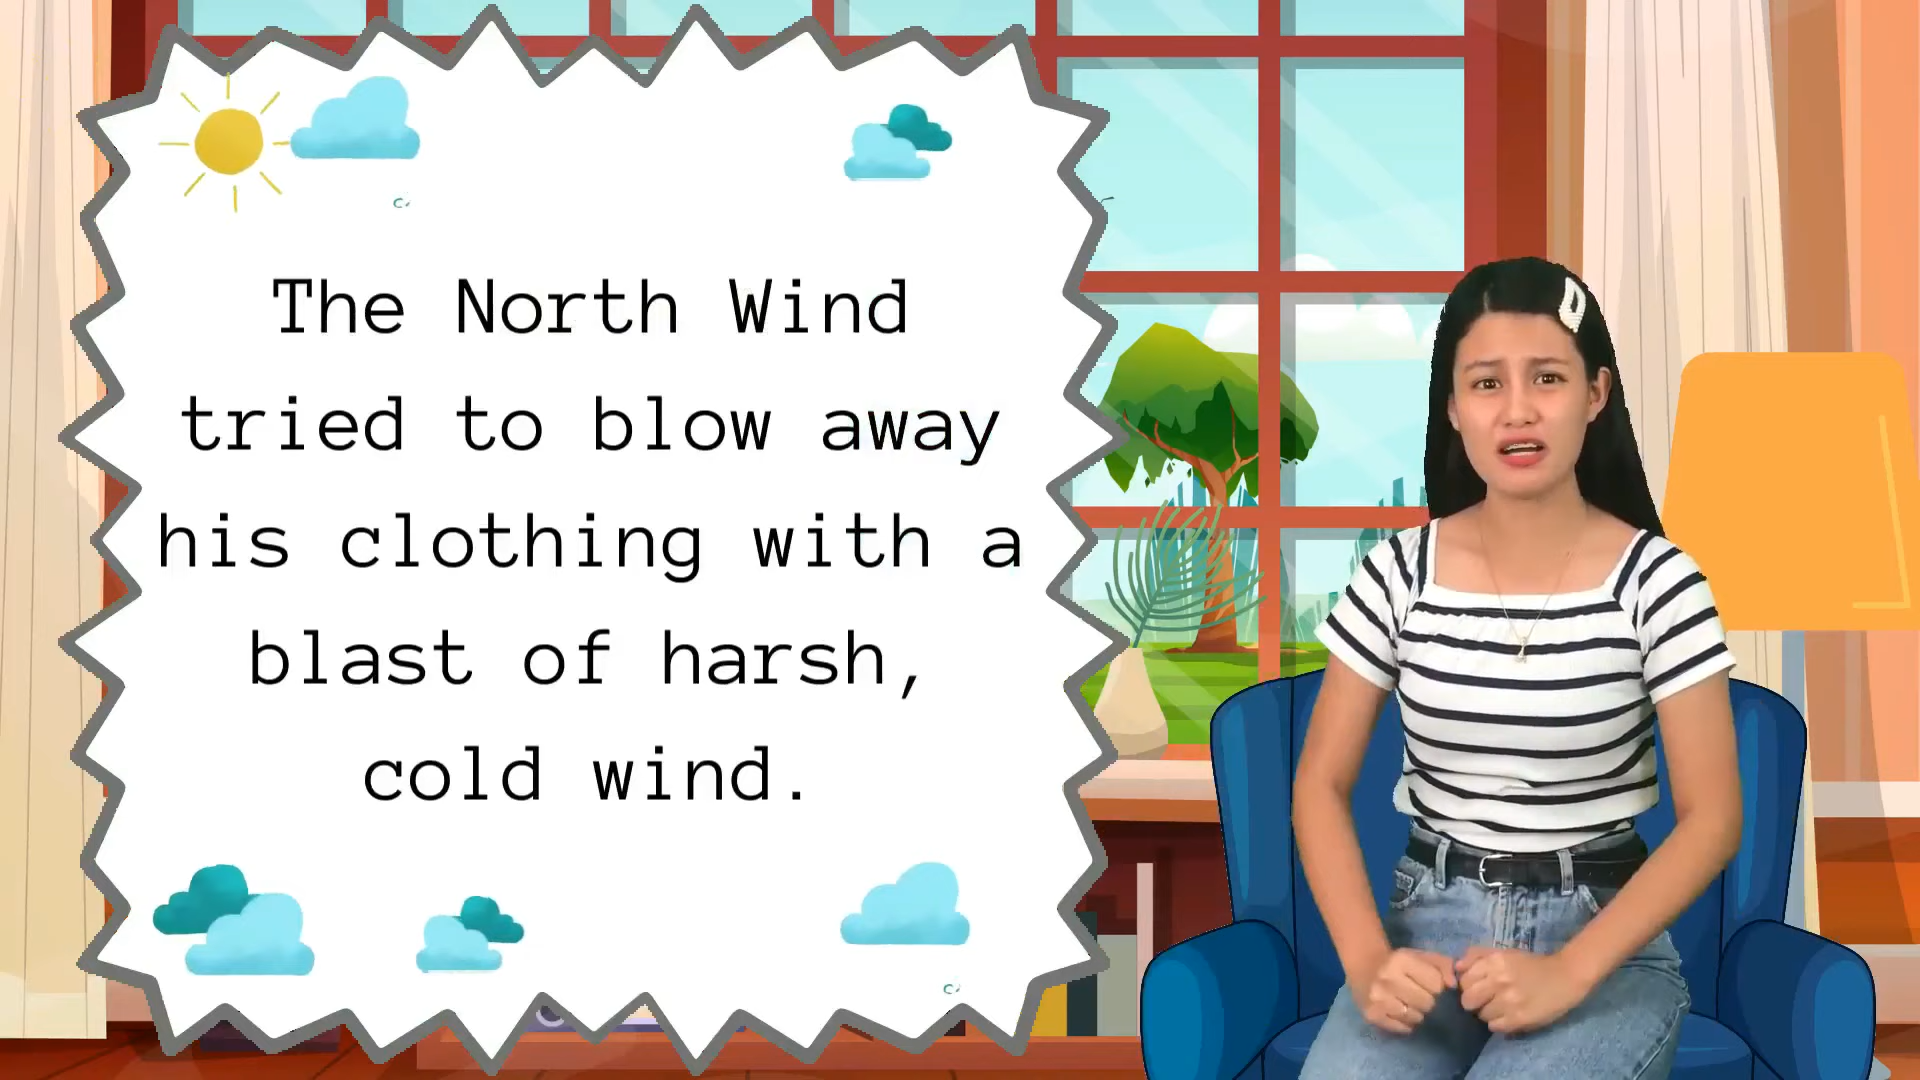 The North Wind
tried to blow away
his clothing with a
blast of harsh,
cold wind.